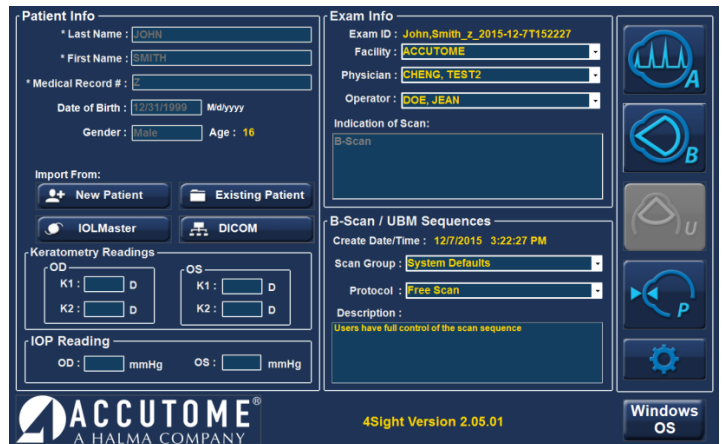 Patient Info
* Last Name : JOHN
* First Name : SMITH
* Medical Record # : Z
Date of Birth : 12/31/1999 M/d/yyyy
Gender : Male Age : 16
Import From:
New Patient Existing Patient
IOLMaster DICOM
Keratometry Readings
OD
K1 : D
K2 : D
OS
K1 : D
K2 : D
IOP Reading
OD : mmHg OS : mmHg
Exam Info
Exam ID : John,Smith_z_2015-12-7T152227
Facility : ACCUTOME
Physician : CHENG, TEST2
Operator : DOE, JEAN
Indication of Scan:
B-Scan
B-Scan / UBM Sequences
Create Date/Time : 12/7/2015 3:22:27 PM
Scan Group : System Defaults
Protocol : Free Scan
Description :
Users have full control of the scan sequence
A
B
U
P
ACCUTOME®
A HALMA COMPANY
4Sight Version 2.05.01
Windows
OS